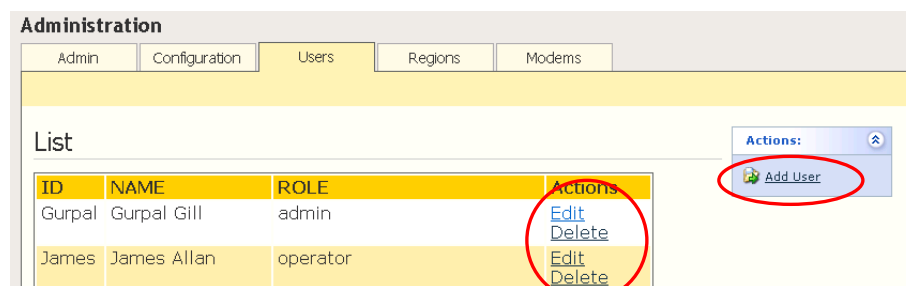 Administration
Admin Configuration Users Regions Modems
List
Actions:
Add User
ID NAME ROLE Actions
Gurpal Gurpal Gill admin Edit
Delete
James James Allan operator Edit
Delete